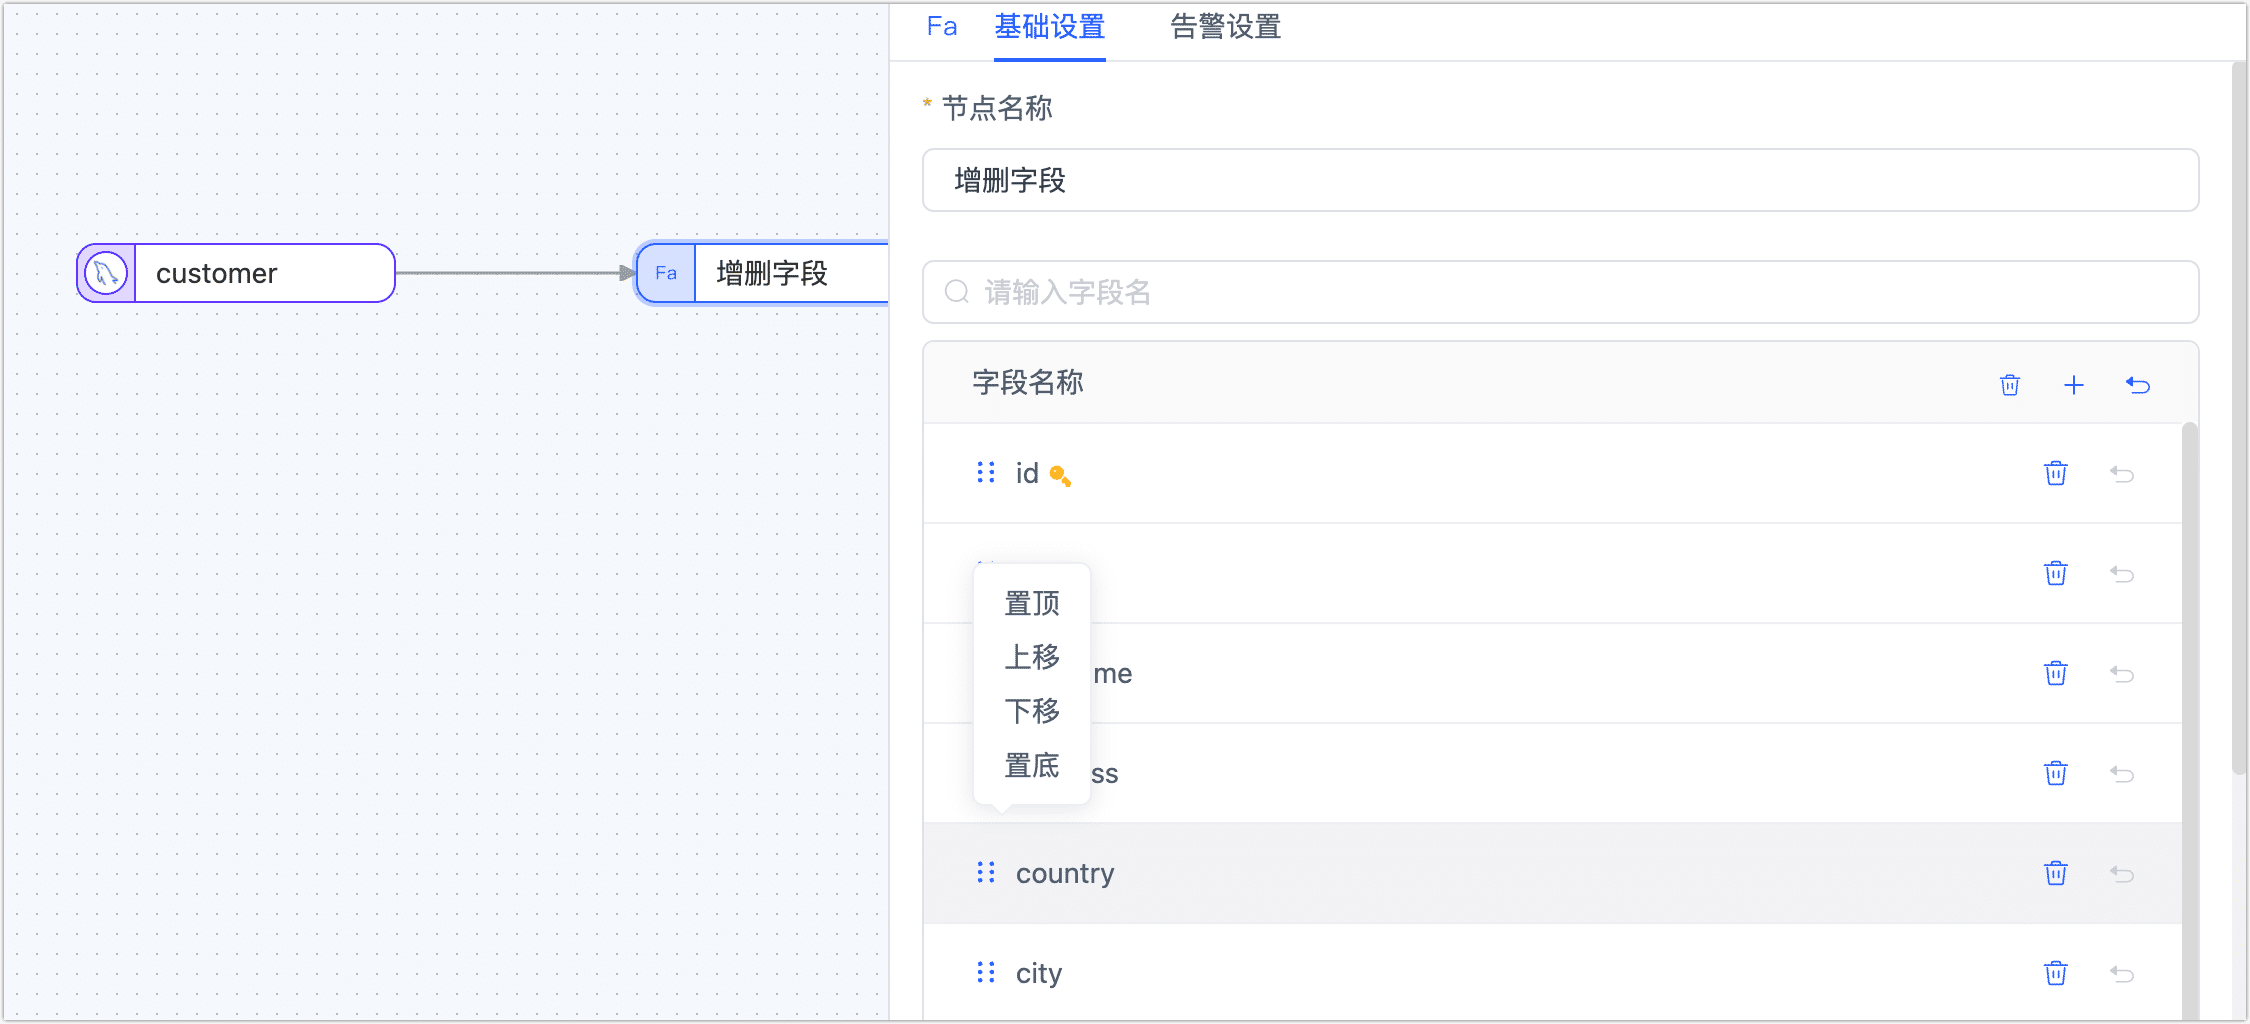 Fa 基础设置 告警设置
* 节点名称
增删字段
customer
Fa 增删字段
请输入字段名
字段名称
id
置顶
上移
me
下移
置底
ss
country
city